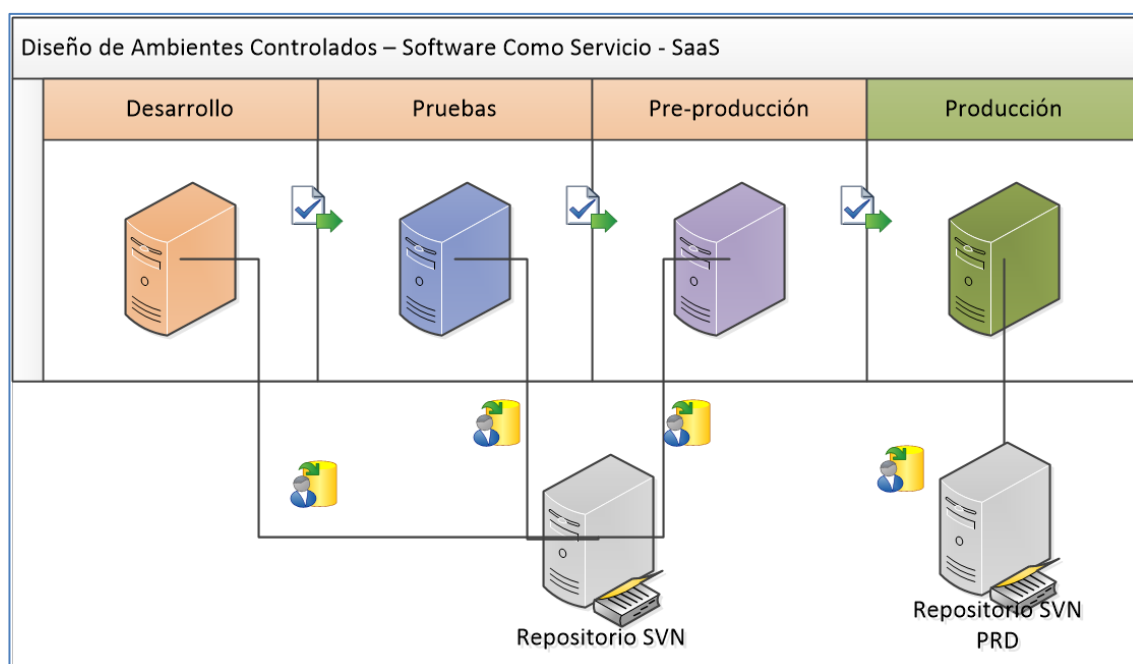 Diseño de Ambientes Controlados – Software Como Servicio - SaaS
Desarrollo
Pruebas
Pre-producción
Producción
Repositorio SVN
Repositorio SVN
PRD